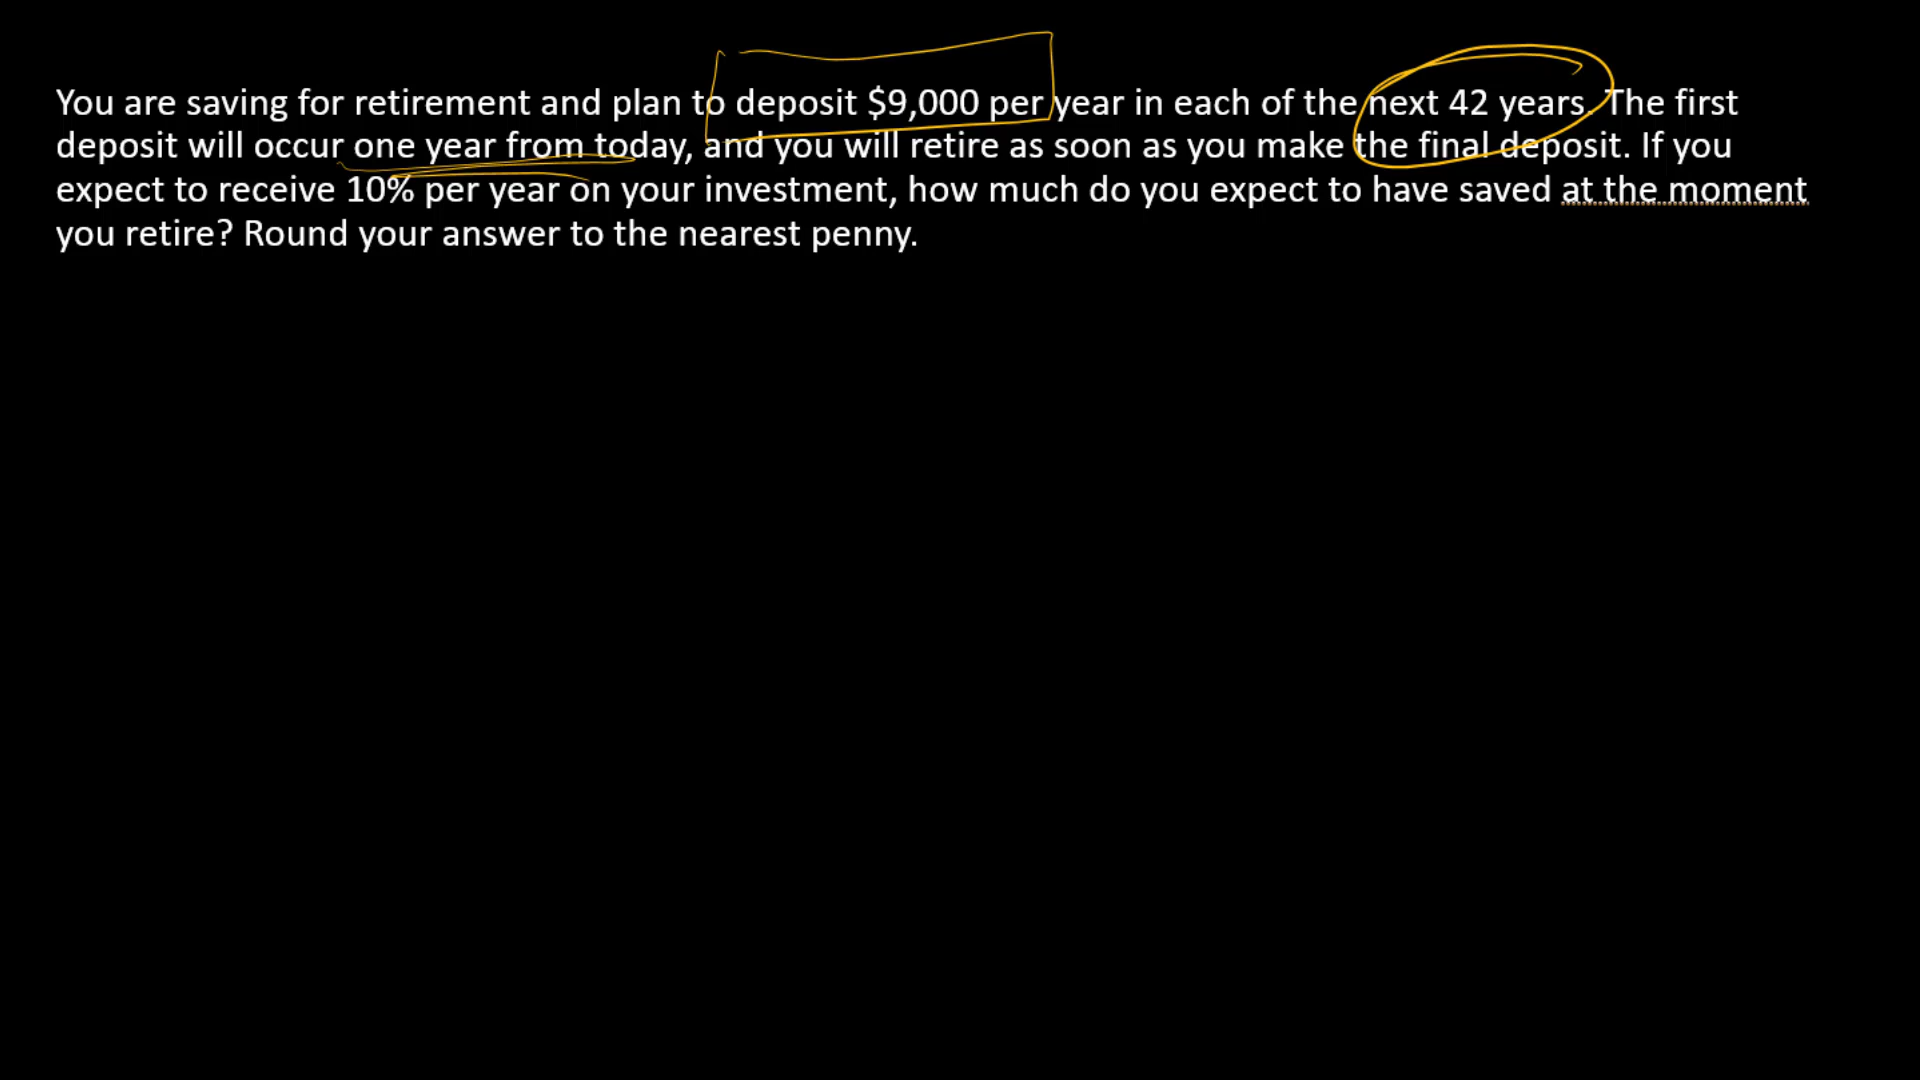 You are saving for retirement and plan to deposit $9,000 per year in each of the next 42 years. The first
deposit will occur one year from today, and you will retire as soon as you make the final deposit. If you
expect to receive 10% per year on your investment, how much do you expect to have saved at the moment
you retire? Round your answer to the nearest penny.